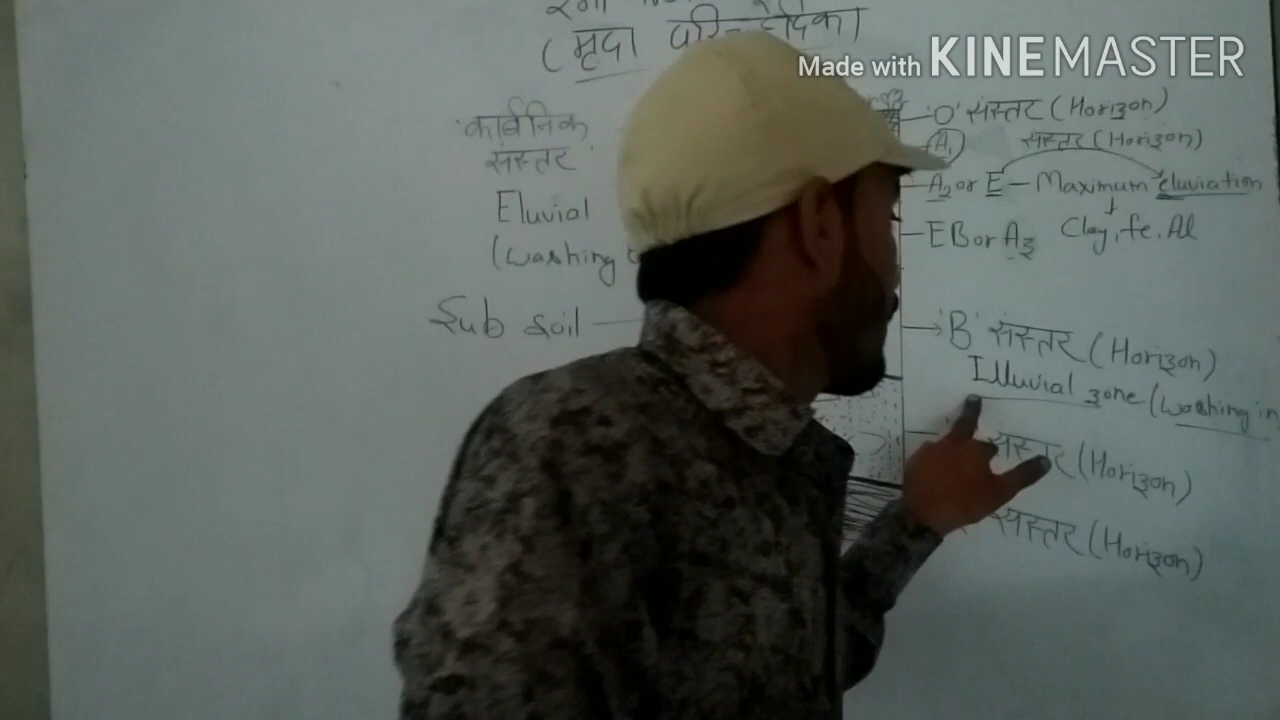 Made with KINEMASTER
(मृदा
'O' संस्तर (Horizon)
A₁ संस्तर (Horizon)
A₂ or E – Maximum eluviation
EB or A₃ Clay, fe. Al
'B' संस्तर (Horizon)
Illuvial zone (washing in
संस्तर (Horizon)
संस्तर (Horizon)
'कार्बनिक
संस्तर'
Eluvial
(washing
Sub soil